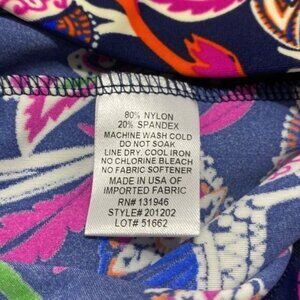 80% NYLON
20% SPANDEX
MACHINE WASH COLD
DO NOT SOAK
LINE DRY. COOL IRON
NO CHLORINE BLEACH
NO FABRIC SOFTENER
MADE IN USA OF
IMPORTED FABRIC
RN# 131946
STYLE# 201202
LOT# 51662